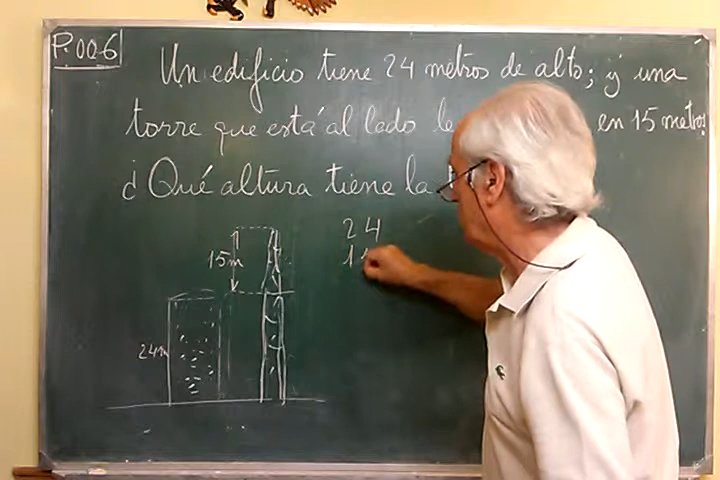 P.006
Un edificio tiene 24 metros de alto; y una
torre que está al lado le en 15 metros
¿Qué altura tiene la
24
15m
24m